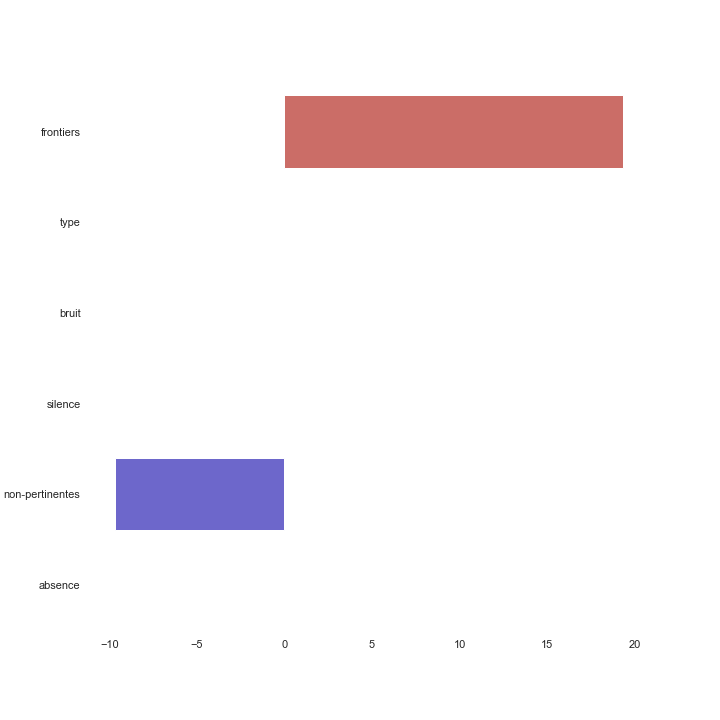 frontiers
type
bruit
silence
non-pertinentes
absence
−10 −5 0 5 10 15 20